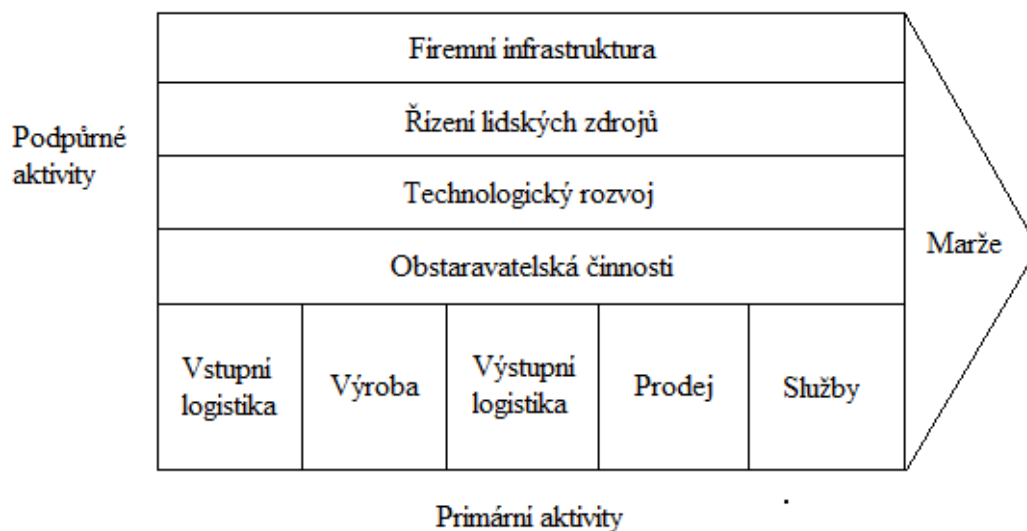 Firemní infrastruktura
Podpůrné
aktivity
Řízení lidských zdrojů
Technologický rozvoj
Obstaravatelská činnosti
Marže
Vstupní
logistika
Výroba
Výstupní
logistika
Prodej
Služby
Primární aktivity